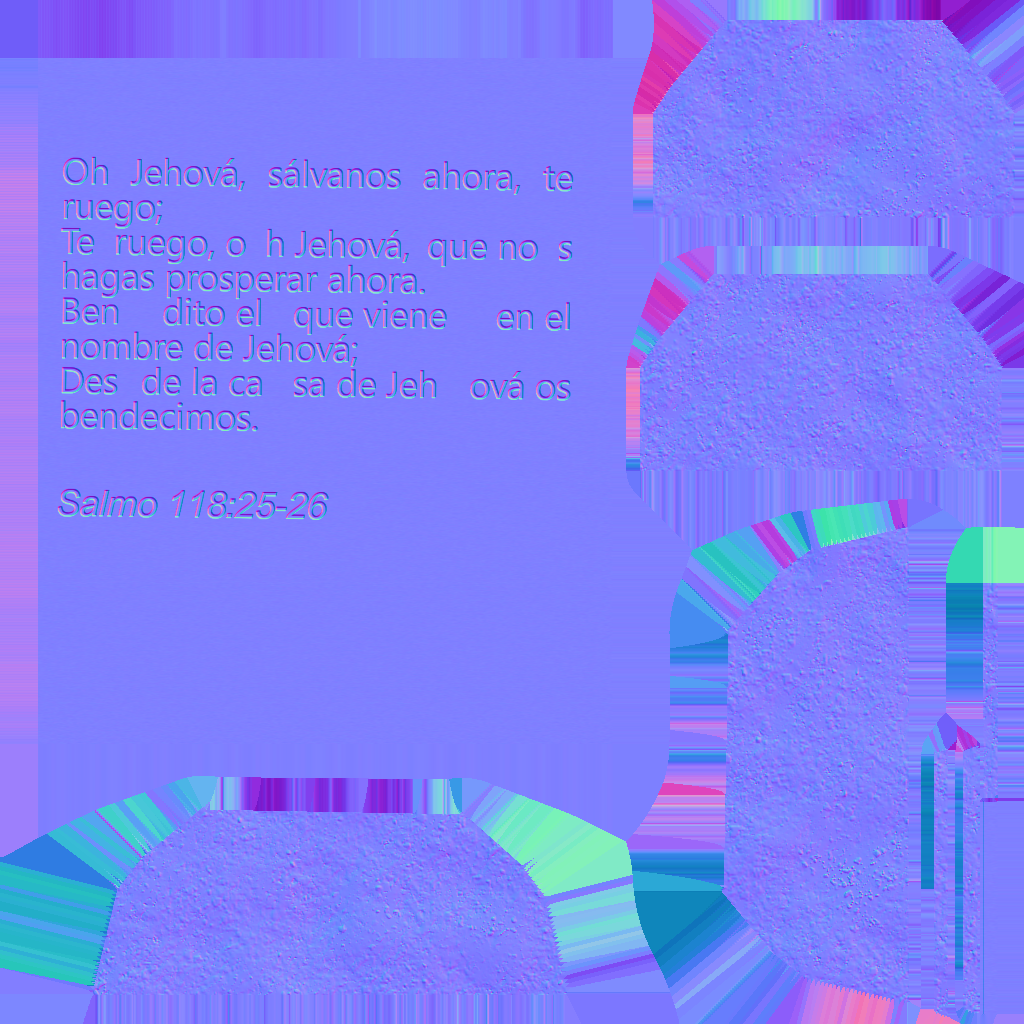 Oh Jehová, sálvanos ahora, te
ruego;
Te ruego, o h Jehová, que no s
hagas prosperar ahora.
Ben dito el que viene en el
nombre de Jehová;
Des de la ca sa de Jeh ová os
bendecimos.
Salmo 118:25-26